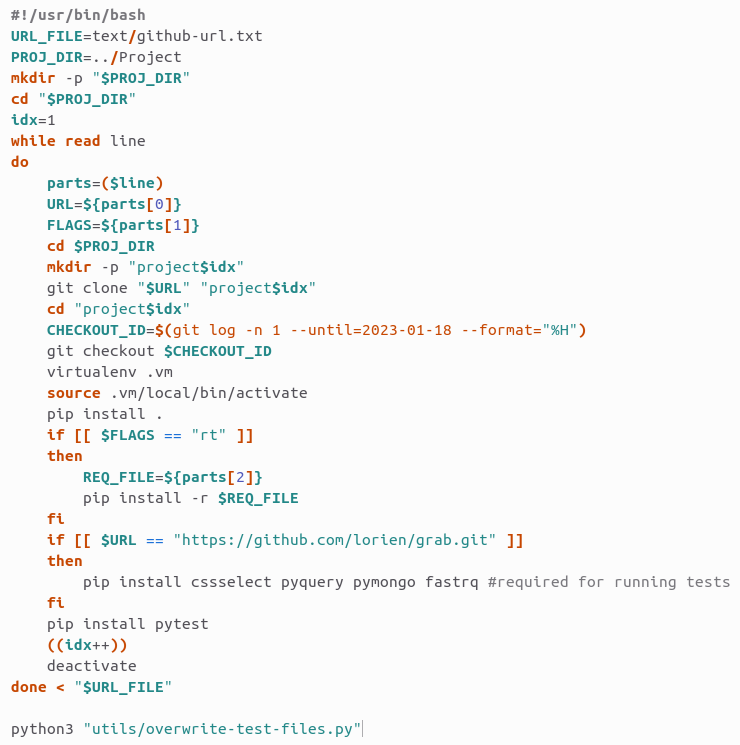 #!/usr/bin/bash
URL_FILE=text/github-url.txt
PROJ_DIR=../Project
mkdir -p "$PROJ_DIR"
cd "$PROJ_DIR"
idx=1
while read line
do
    parts=($line)
    URL=${parts[0]}
    FLAGS=${parts[1]}
    cd $PROJ_DIR
    mkdir -p "project$idx"
    git clone "$URL" "project$idx"
    cd "project$idx"
    CHECKOUT_ID=$(git log -n 1 --until=2023-01-18 --format="%H")
    git checkout $CHECKOUT_ID
    virtualenv .vm
    source .vm/local/bin/activate
    pip install .
    if [[ $FLAGS == "rt" ]]
    then
        REQ_FILE=${parts[2]}
        pip install -r $REQ_FILE
    fi
    if [[ $URL == "https://github.com/lorien/grab.git" ]]
    then
        pip install cssselect pyquery pymongo fastrq #required for running tests
    fi
    pip install pytest
    ((idx++))
    deactivate
done < "$URL_FILE"

python3 "utils/overwrite-test-files.py"